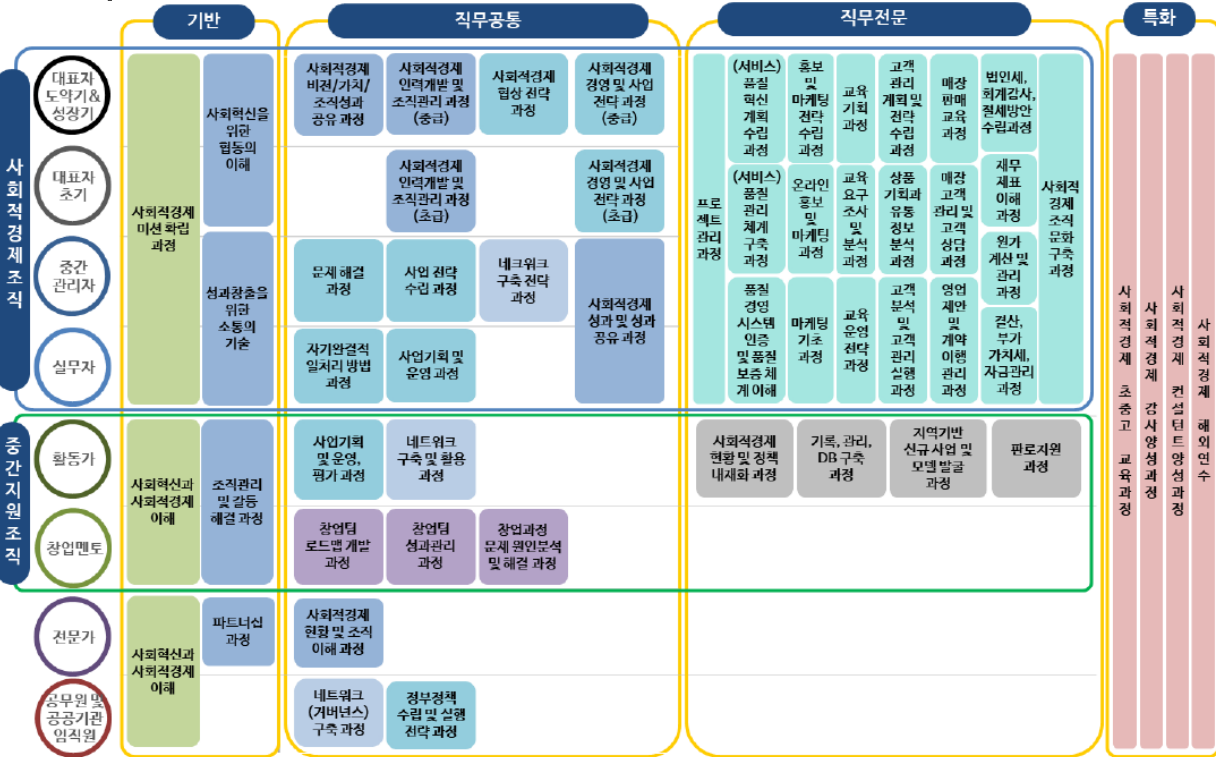 기반
직무공통
직무전문
특화
사회적경제조직
대표자
도약기&
성장기
대표자
초기
중간
관리자
실무자
사회적경제
미션 확립
과정
사회혁신을
위한
협동의
이해
성과창출을
위한
소통의
기술
사회적경제
비전/가치/
조직성과
공유 과정
사회적경제
인력개발 및
조직관리 과정
(중급)
사회적경제
협상 전략
과정
사회적경제
경영 및 사업
전략 과정
(중급)
사회적경제
인력개발 및
조직관리 과정
(초급)
사회적경제
경영 및 사업
전략 과정
(초급)
문제 해결
과정
사업 전략
수립 과정
네크워크
구축 전략
과정
사회적경제
성과 및 성과
공유 과정
자기완결적
일처리 방법
과정
사업기획 및
운영 과정
프로
젝트
관리
과정
(서비스)
품질
혁신
계획
수립
과정
홍보
및
마케팅
전략
수립
과정
교육
기획
과정
고객
관리
계획 및
전략
수립
과정
매장
판매
교육
과정
법인세,
회계감사,
절세방안
수립과정
(서비스)
품질
관리
체계
구축
과정
온라인
홍보
및
마케팅
과정
교육
요구
조사
및
분석
과정
상품
기획과
유통
정보
분석
과정
매장
고객
관리 및
고객
상담
과정
재무
제표
이해
과정
원가
계산 및
관리
과정
사회적
경제
조직
문화
구축
과정
품질
경영
시스템
인증
및 품질
보증 체
계 이해
마케팅
기초
과정
교육
운영
전략
과정
고객
분석
및
고객
관리
실행
과정
영업
제안
및
계약
이행
관리
과정
결산,
부가
가치세,
자금관리
과정
중간지원조직
활동가
창업멘토
사회혁신과
사회적경제
이해
조직관리
및 갈등
해결 과정
사업기획
및 운영,
평가 과정
네트워크
구축 및 활용
과정
창업팀
로드맵 개발
과정
창업팀
성과관리
과정
창업과정
문제 원인분석
및 해결 과정
사회적경제
현황 및 정책
내재화 과정
기록, 관리,
DB 구축
과정
지역기반
신규 사업 및
모델 발굴
과정
판로지원
과정
전문가
공무원 및
공공기관
임직원
사회혁신과
사회적경제
이해
파트너십
과정
사회적경제
현황 및 조직
이해 과정
네트워크
(거버넌스)
구축 과정
정부정책
수립 및 실행
전략 과정
사회적경제 초중고 교육과정
사회적경제 강사양성과정
사회적경제 컨설턴트양성과정
사회적경제 해외연수